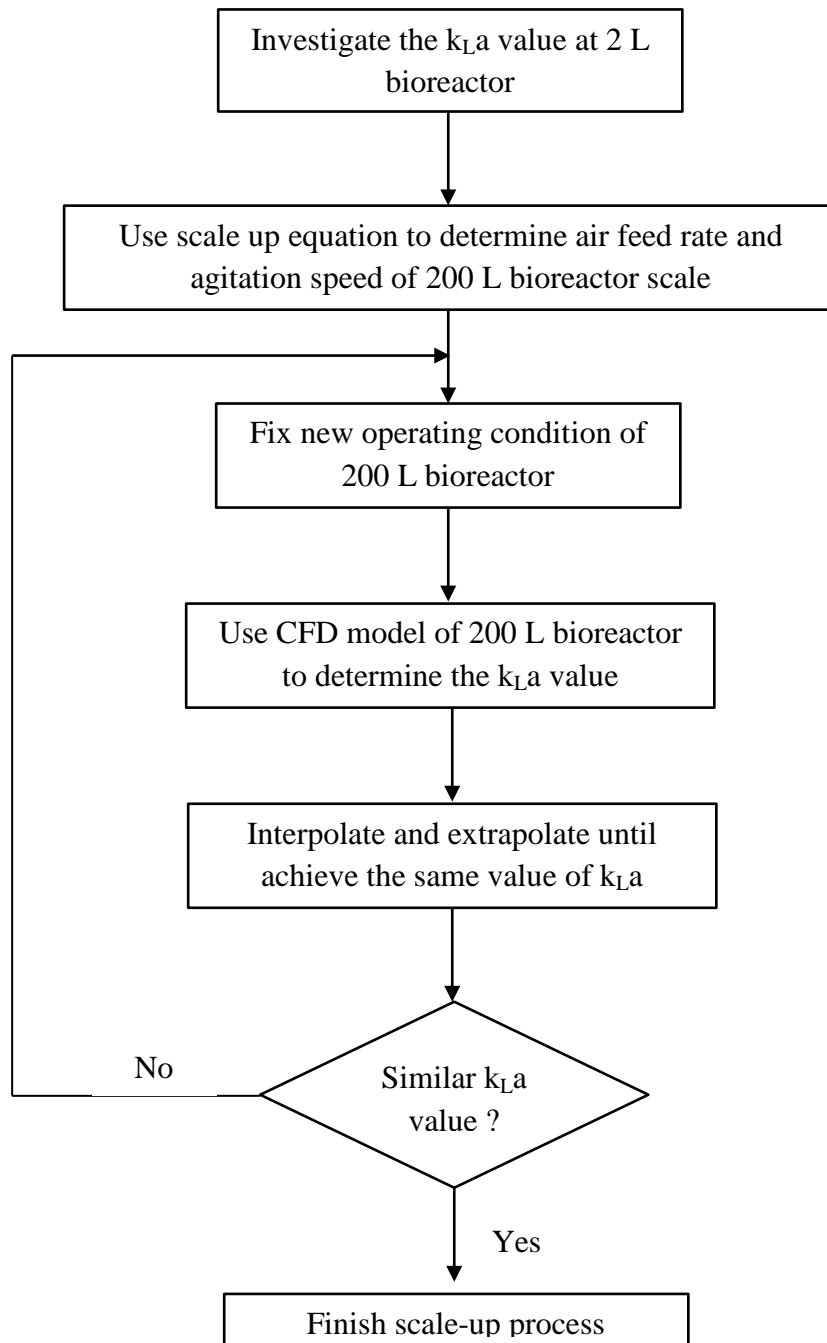 Investigate the kLa value at 2 L
bioreactor
Use scale up equation to determine air feed rate and
agitation speed of 200 L bioreactor scale
Fix new operating condition of
200 L bioreactor
Use CFD model of 200 L bioreactor
to determine the kLa value
Interpolate and extrapolate until
achieve the same value of kLa
No
Similar kLa
value ?
Yes
Finish scale-up process